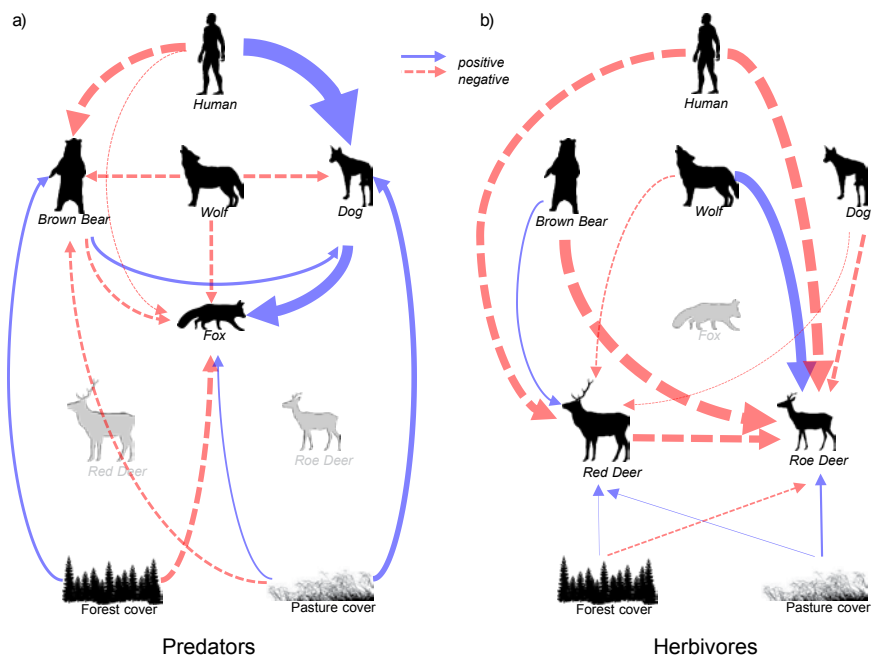 a)
Human
Brown Bear
Wolf
Dog
Fox
Red Deer
Roe Deer
Forest cover
Pasture cover
Predators
positive
negative
b)
Human
Brown Bear
Wolf
Dog
Fox
Red Deer
Roe Deer
Forest cover
Pasture cover
Herbivores